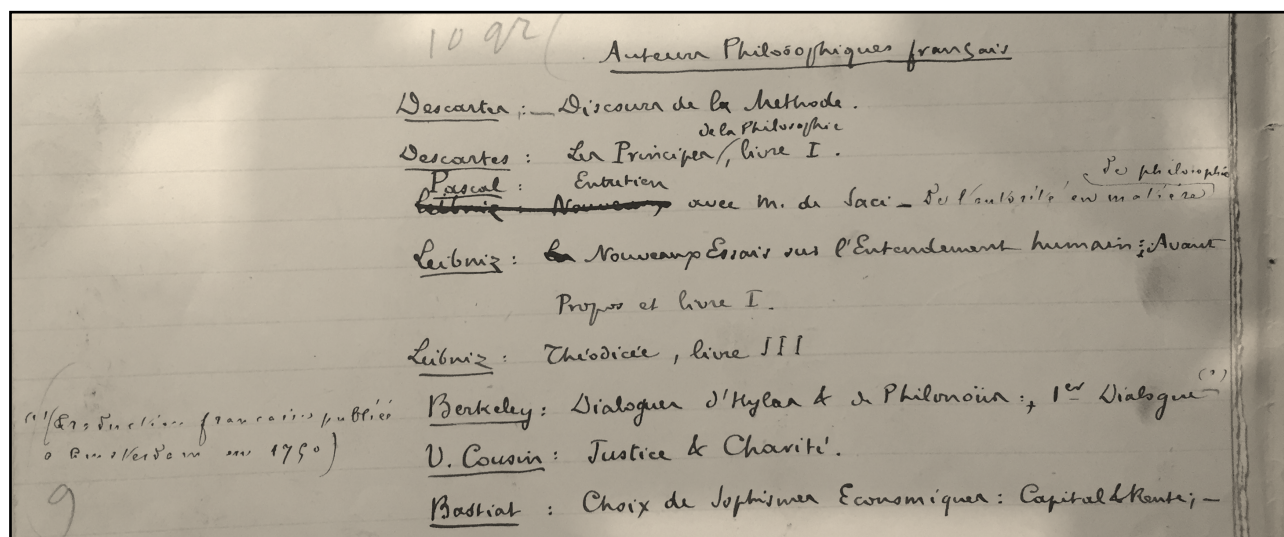 10 92
Auteurs Philosophiques français
Descartes : — Discours de la Méthode.
de la Philosophie
Descartes : Les Principes /, livre I.
de philosophie
Pascal : Entretien
Leibniz : Nouveaux avec M. de Saci — De l'autorité en matière
Leibniz : Nouveaux Essais sur l'Entendement humain : Avant
Propos et livre I.
Leibniz : Théodicée, livre III
Berkeley : Dialogues d'Hylas & de Philonoüs :, 1er Dialogue (1)
(1) (Traduction française publiée
à Amsterdam en 1750)
V. Cousin : Justice & Charité.
9
Bastiat : Choix de Sophismes Economiques : Capital & Rente ; —